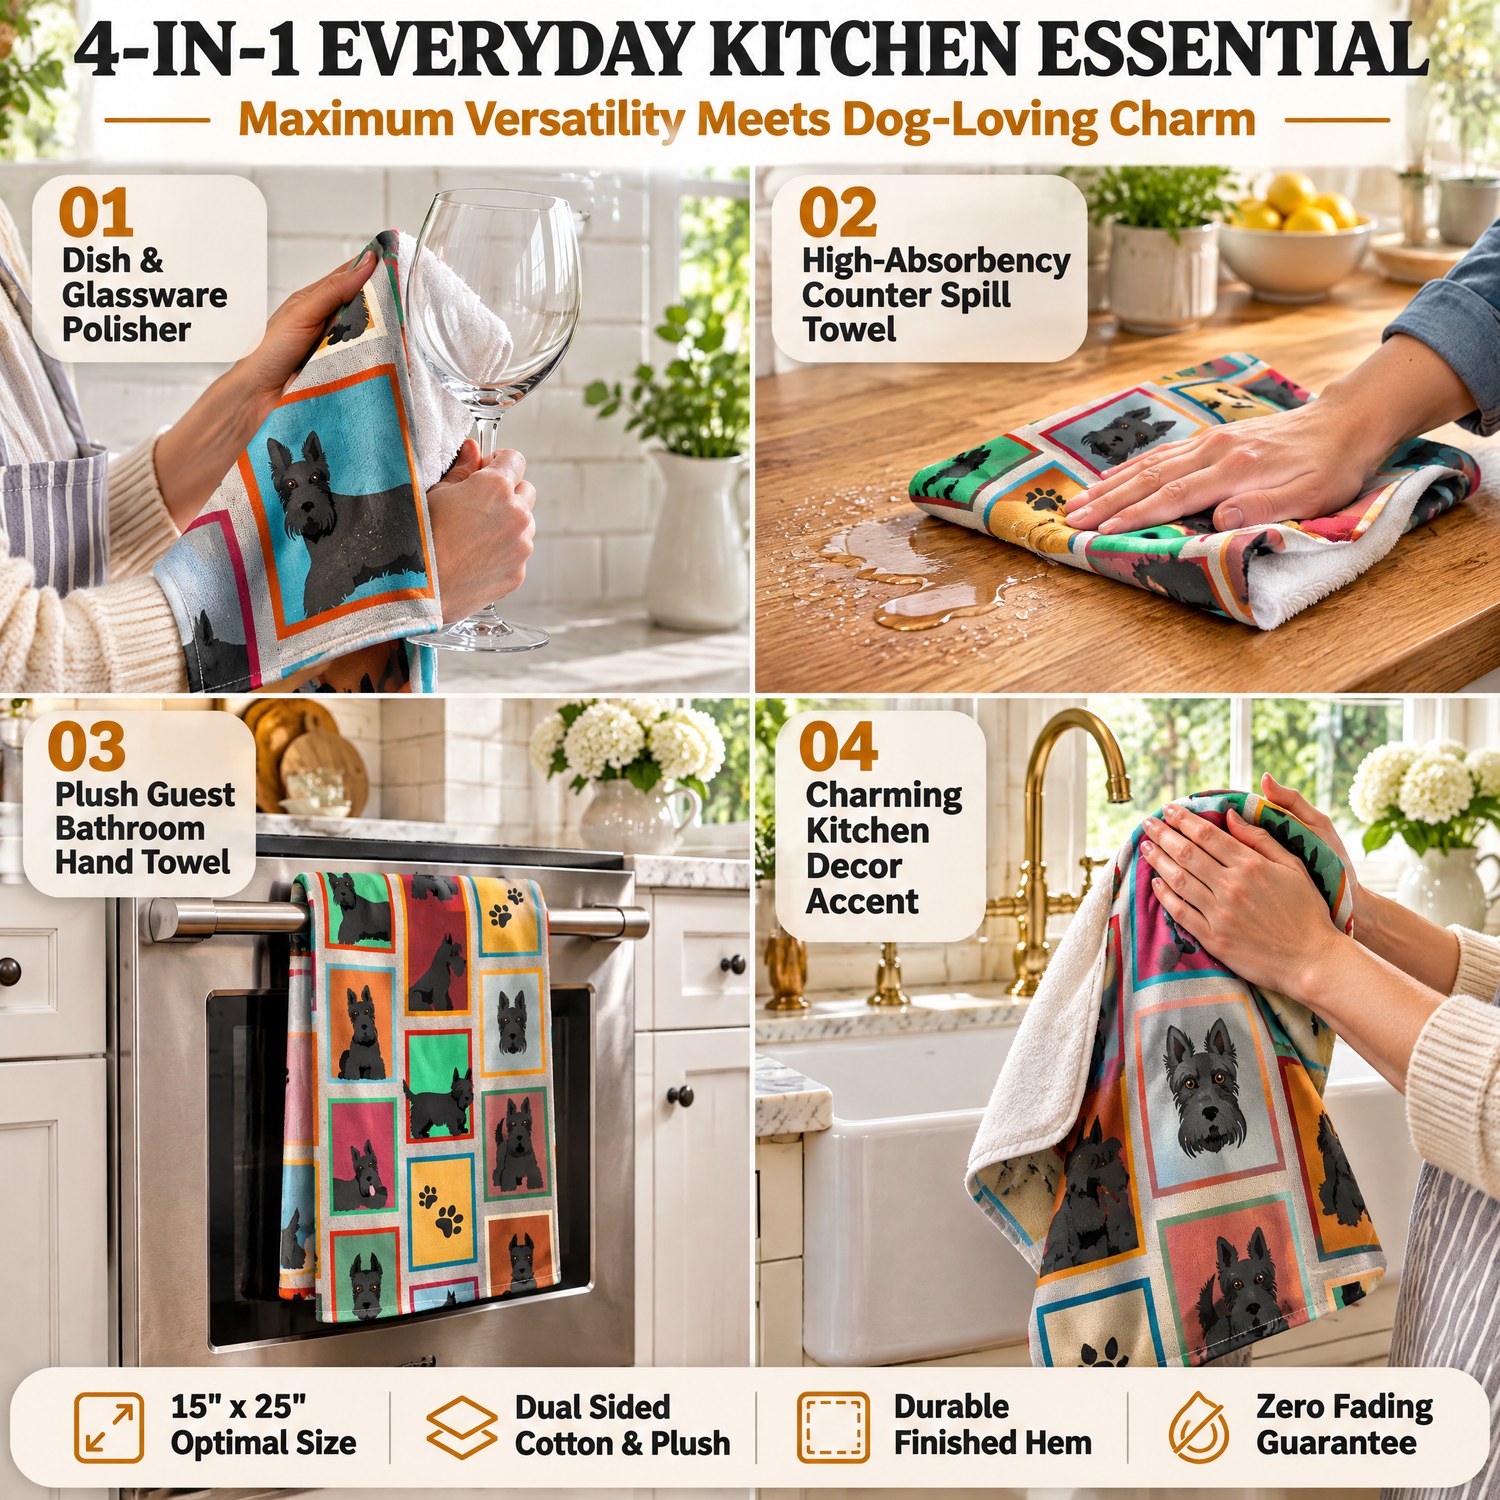 4-IN-1 EVERYDAY KITCHEN ESSENTIAL
Maximum Versatility Meets Dog-Loving Charm
01
Dish &
Glassware
Polisher
02
High-Absorbency
Counter Spill
Towel
03
Plush Guest
Bathroom
Hand Towel
04
Charming
Kitchen
Decor
Accent
15" x 25"
Optimal Size
Dual Sided
Cotton & Plush
Durable
Finished Hem
Zero Fading
Guarantee